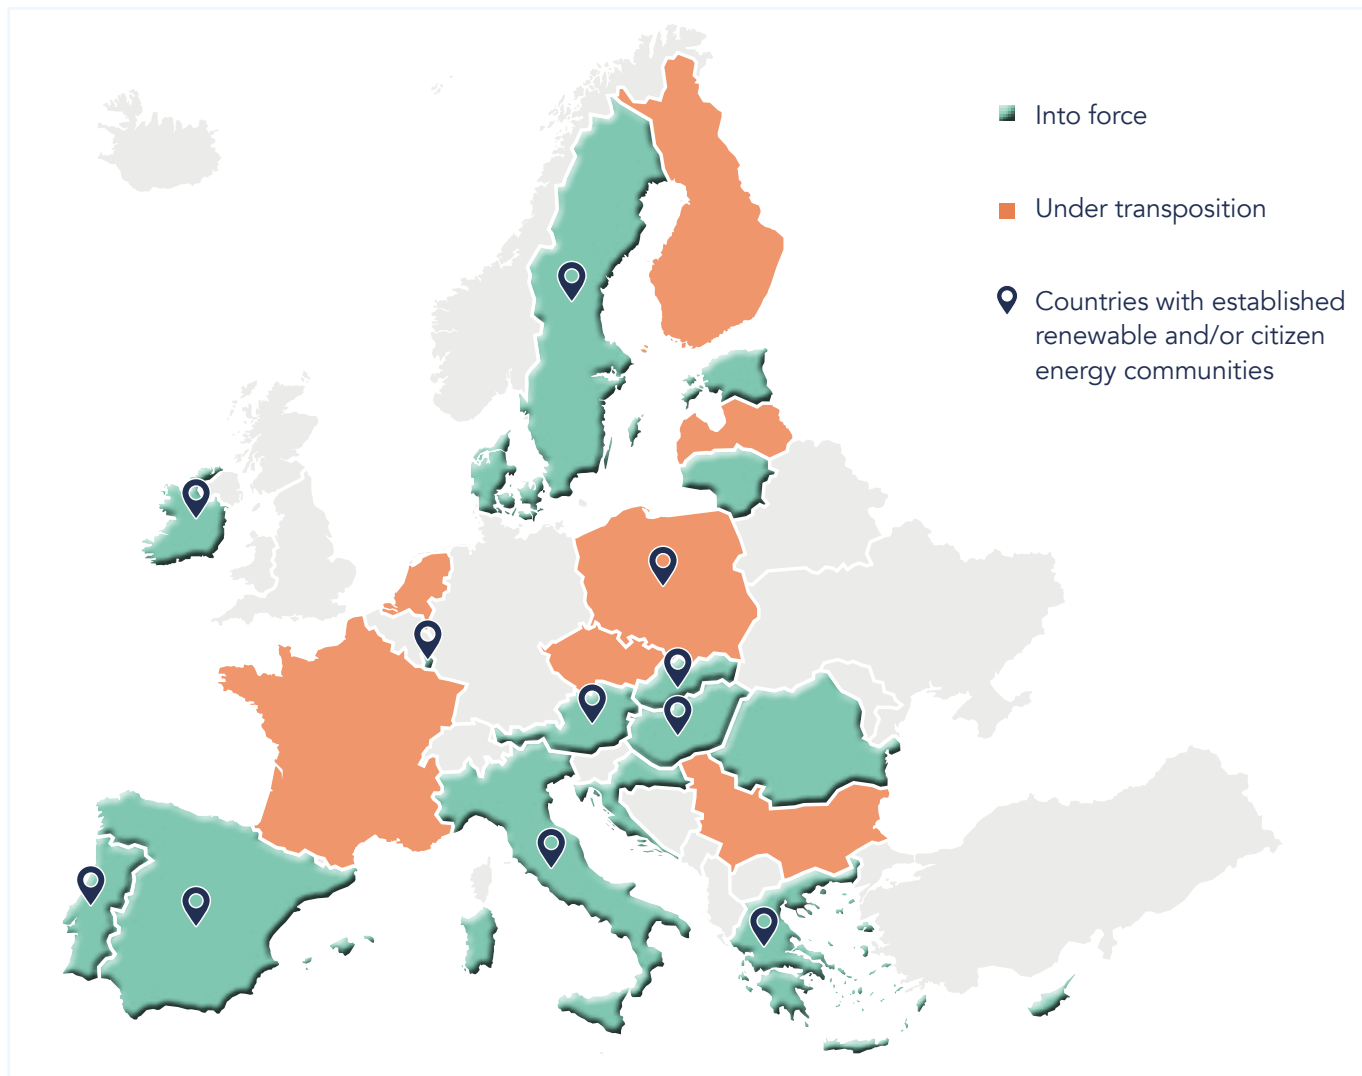 Into force
Under transposition
Countries with established
renewable and/or citizen
energy communities